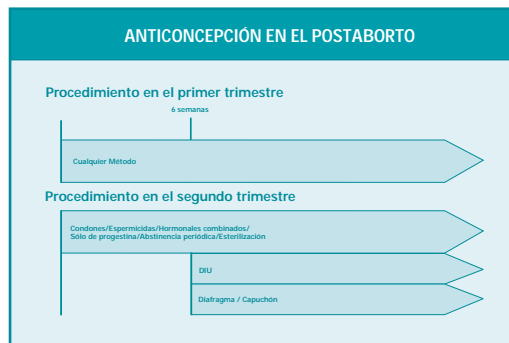 ANTICONCEPCIÓN EN EL POSTABORTO
Procedimiento en el primer trimestre
6 semanas
Cualquier Método
Procedimiento en el segundo trimestre
Condones/Espermicidas/Hormonales combinados/
Sólo de progestina/Abstinencia periódica/Esterilización
DIU
Diafragma / Capuchón